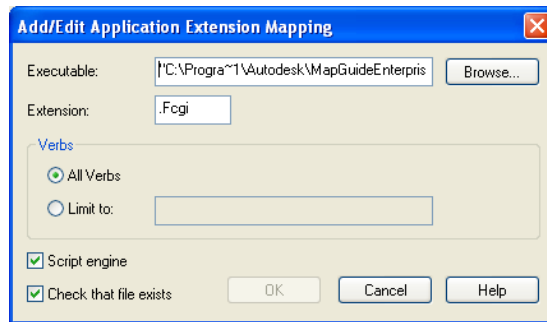 Add/Edit Application Extension Mapping
Executable: "C:\Progra~1\Autodesk\MapGuideEnterpris Browse...
Extension: .Fcgi
Verbs
All Verbs
Limit to:
Script engine
Check that file exists OK Cancel Help